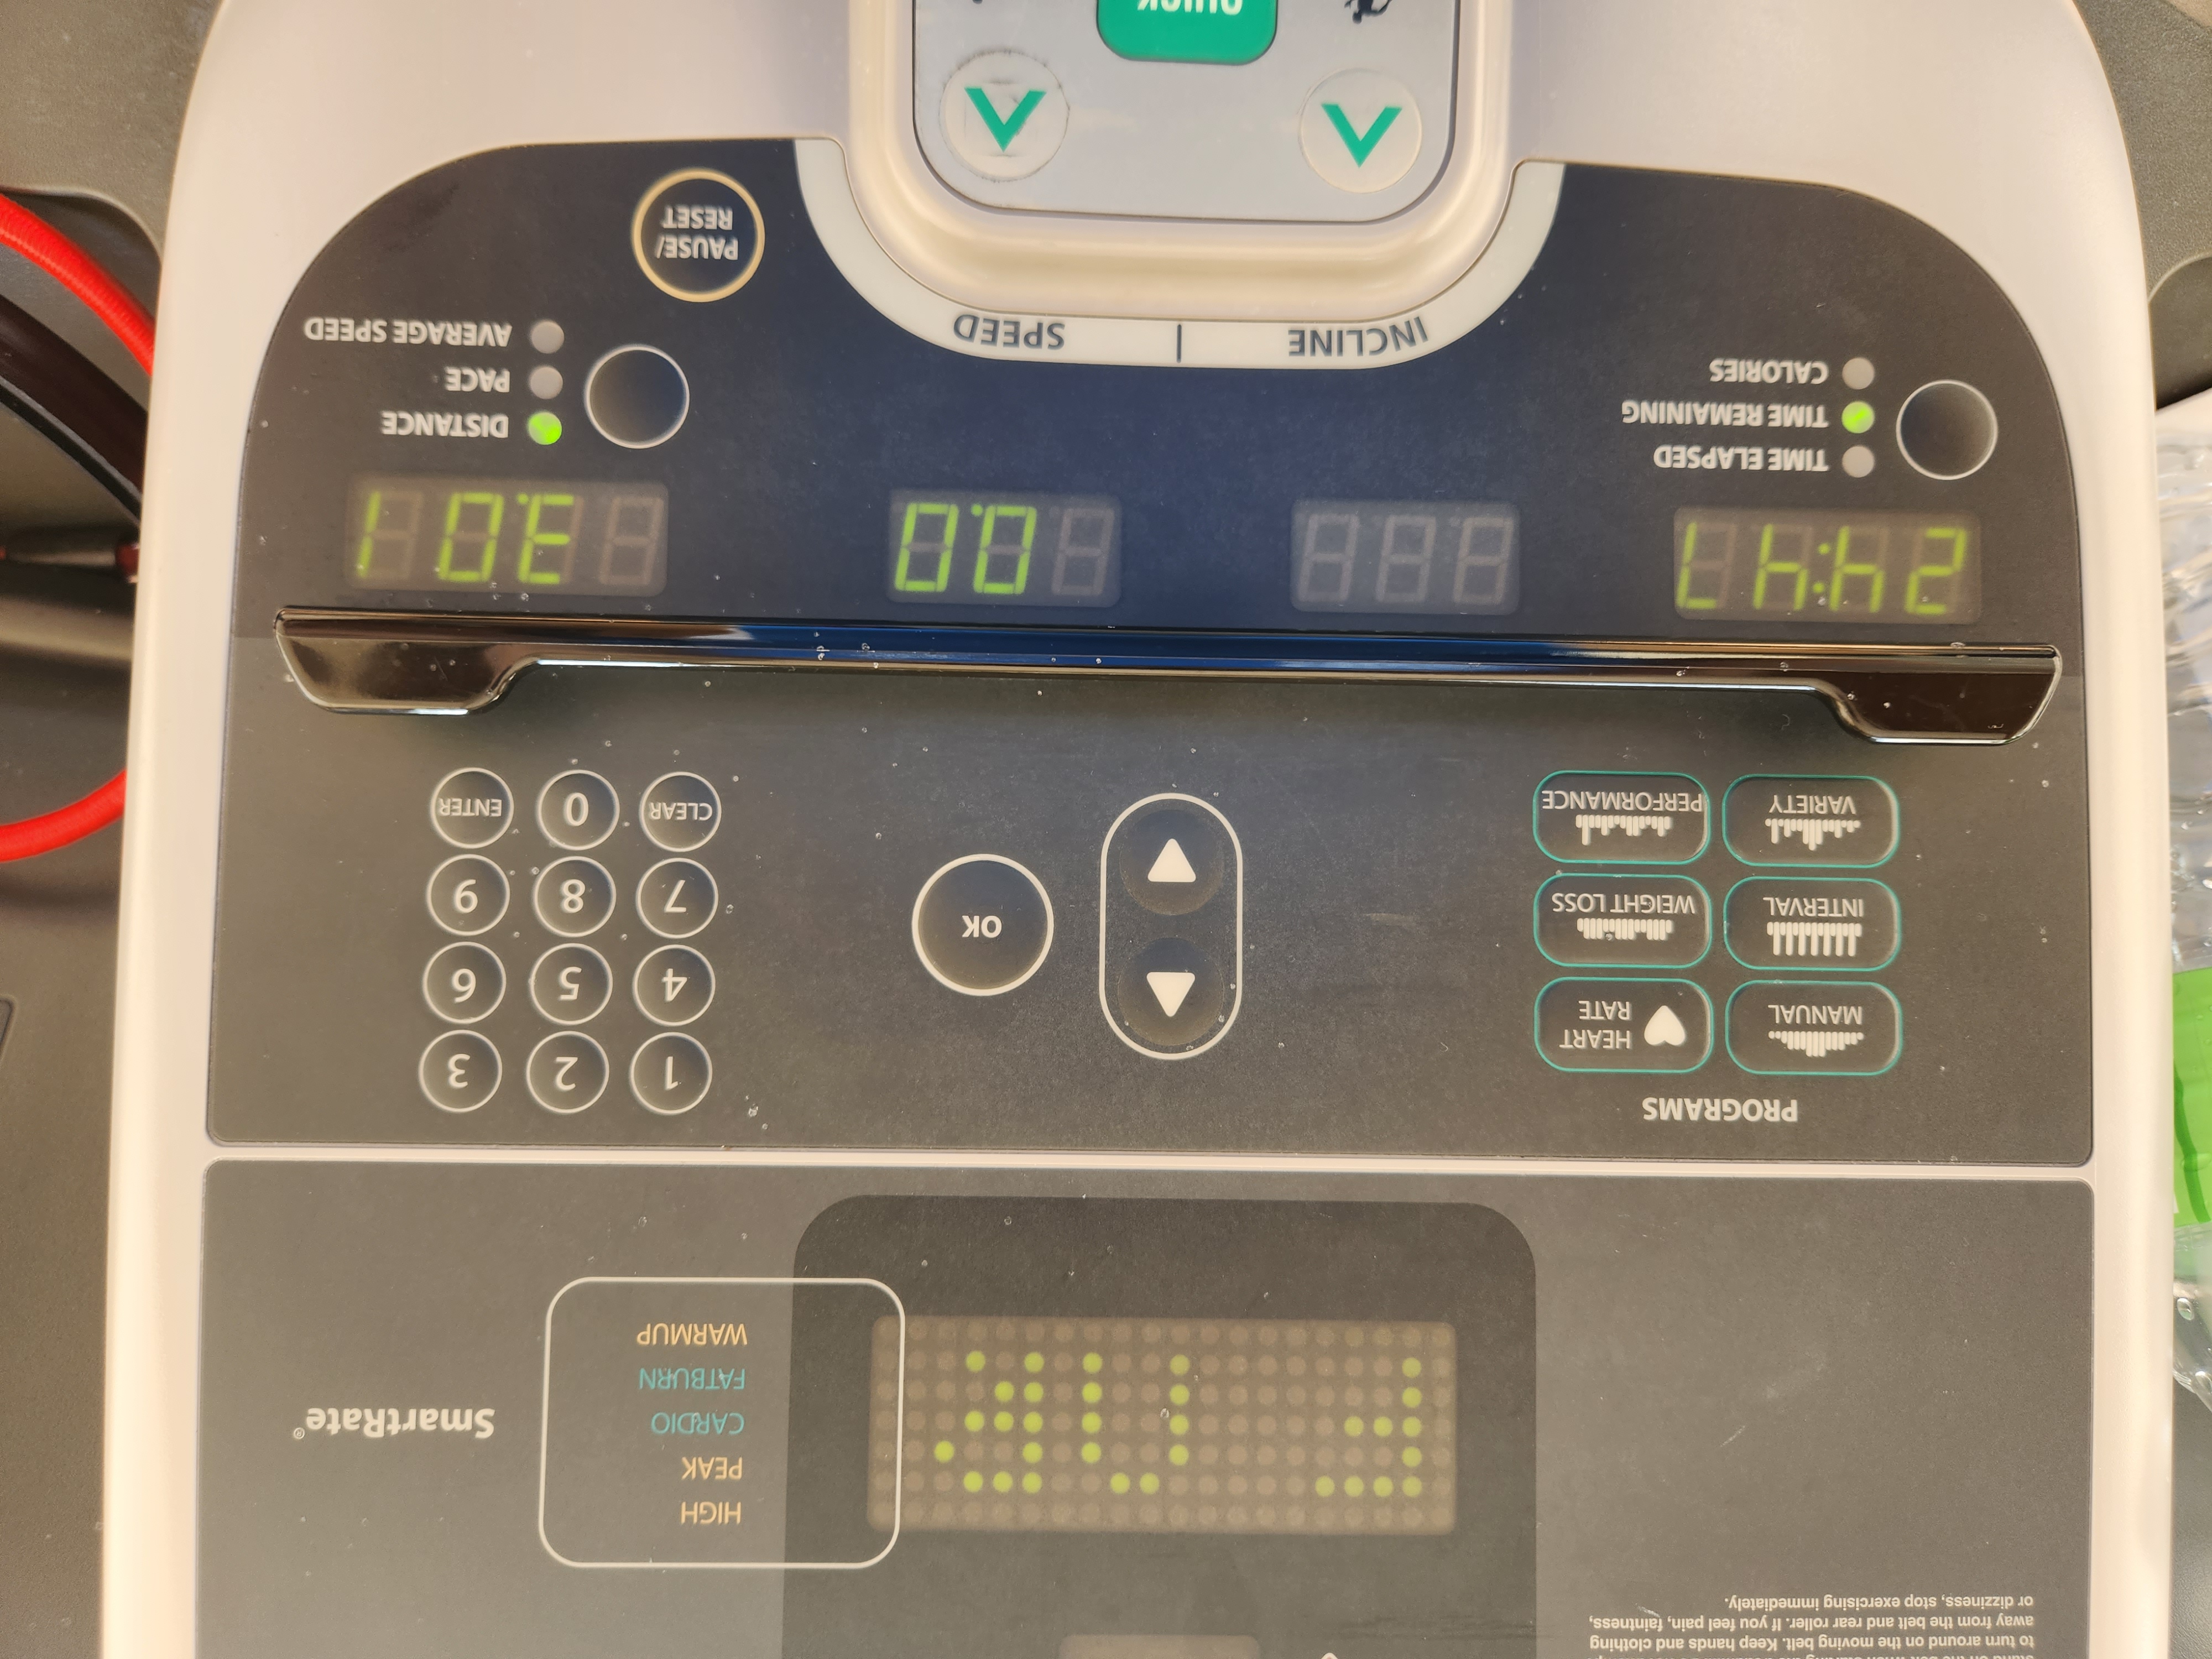 to turn around on the moving belt. Keep hands and clothing
away from the belt and rear roller. If you feel pain, faintness,
or dizziness, stop exercising immediately.
HIGH
PEAK
CARDIO
FATBURN
WARMUP
SmartRate®
PROGRAMS
MANUAL
HEART RATE
INTERVAL
WEIGHT LOSS
VARIETY
PERFORMANCE
OK
1 2 3
4 5 6
7 8 9
CLEAR 0 ENTER
24:47
0.0
3.01
TIME ELAPSED
TIME REMAINING
CALORIES
DISTANCE
PACE
AVERAGE SPEED
INCLINE | SPEED
PAUSE/
RESET
QUICK